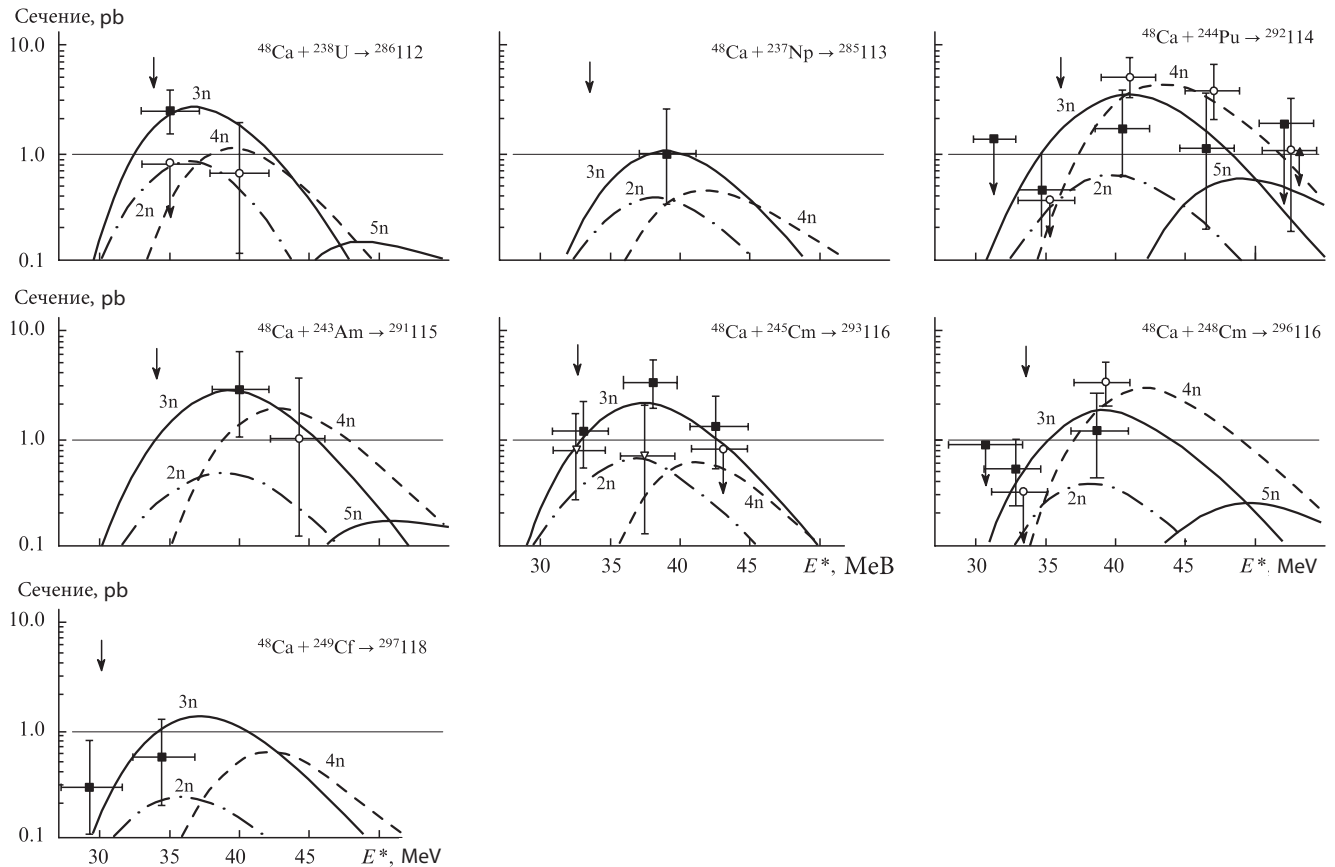 Сечение, pb
10.0
1.0
0.1
⁴⁸Ca + ²³⁸U → ²⁸⁶112
3n
4n
2n
5n
⁴⁸Ca + ²³⁷Np → ²⁸⁵113
3n
2n
4n
⁴⁸Ca + ²⁴⁴Pu → ²⁹²114
4n
3n
2n
5n
Сечение, pb
10.0
1.0
0.1
⁴⁸Ca + ²⁴³Am → ²⁹¹115
3n
4n
2n
5n
⁴⁸Ca + ²⁴⁵Cm → ²⁹³116
3n
2n
4n
30 35 40 45 E*, МеВ
⁴⁸Ca + ²⁴⁸Cm → ²⁹⁶116
4n
3n
2n
5n
30 35 40 45 E*, MeV
Сечение, pb
10.0
1.0
0.1
⁴⁸Ca + ²⁴⁹Cf → ²⁹⁷118
3n
4n
2n
30 35 40 45 E*, MeV